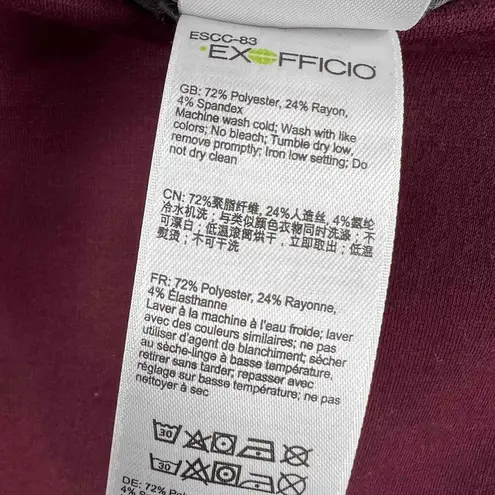 ESCC-83
EXOFFICIO
GB: 72% Polyester, 24% Rayon,
4% Spandex
Machine wash cold; Wash with like
colors; No bleach; Tumble dry low,
remove promptly; Iron low setting; Do
not dry clean
CN: 72%聚脂纤维, 24%人造丝, 4%氨纶
冷水机洗；与类似颜色衣物同时洗涤；不
可漂白；低温滚筒烘干，立即取出；低温
熨烫；不可干洗
FR: 72% Polyester, 24% Rayonne,
4% Élasthanne
Laver à la machine à l'eau froide; laver
avec des couleurs similaires; ne pas
utiliser d'agent de blanchiment; sécher
au sèche-linge à basse température,
retirer sans tarder; repasser avec
réglage sur basse température; ne pas
nettoyer à sec
30
30
DE: 72% Po
4%